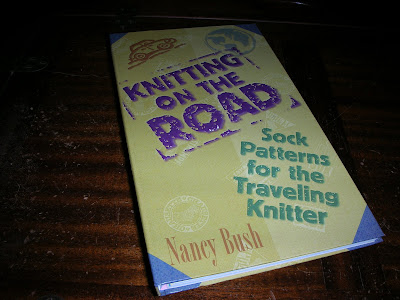 KNITTING
ON THE
ROAD
Sock
Patterns
for the
Traveling
Knitter
Nancy Bush